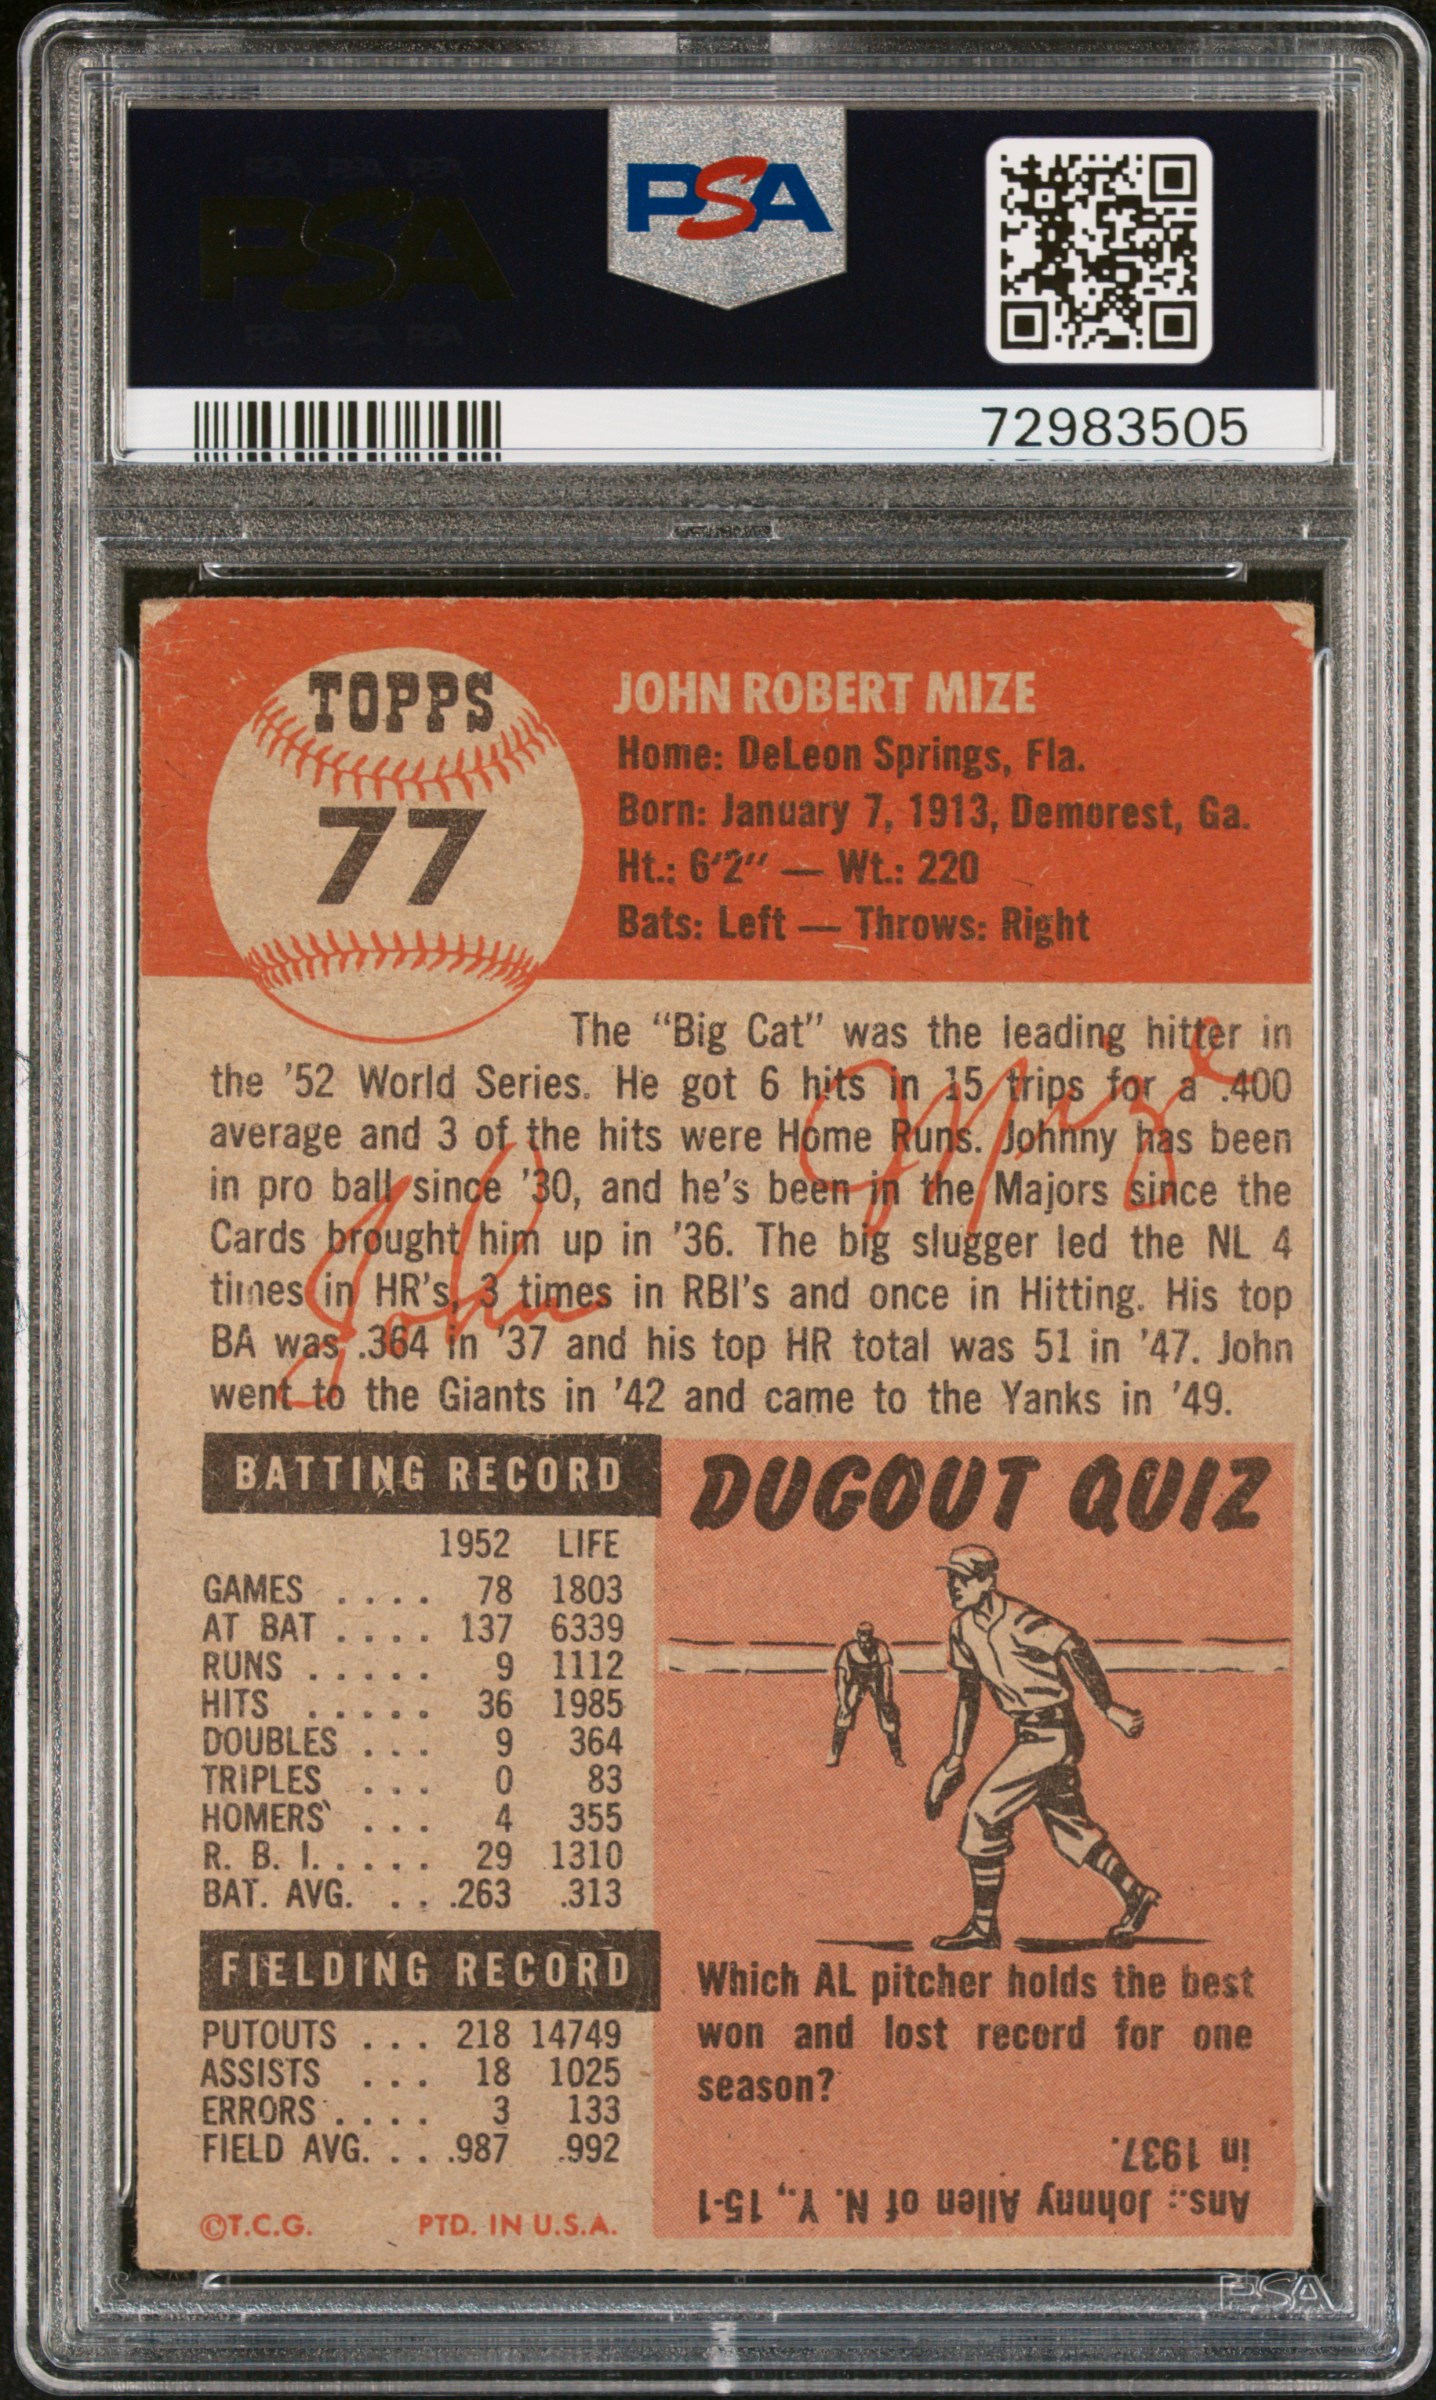 PSA PSA PSA
PSA
PSA
PSA PSA PSA
72983505
TOPPS
77
JOHN ROBERT MIZE
Home: DeLeon Springs, Fla.
Born: January 7, 1913, Demorest, Ga.
Ht.: 6'2" — Wt.: 220
Bats: Left — Throws: Right
The "Big Cat" was the leading hitter in
the '52 World Series. He got 6 hits in 15 trips for a .400
average and 3 of the hits were Home Runs. Johnny has been
in pro ball since '30, and he's been in the Majors since the
Cards brought him up in '36. The big slugger led the NL 4
times in HR's, 3 times in RBI's and once in Hitting. His top
BA was .364 in '37 and his top HR total was 51 in '47. John
went to the Giants in '42 and came to the Yanks in '49.
John Mize
BATTING RECORD
1952 LIFE
GAMES .... 78 1803
AT BAT .... 137 6339
RUNS ..... 9 1112
HITS ..... 36 1985
DOUBLES ... 9 364
TRIPLES ... 0 83
HOMERS ... 4 355
R. B. I. .... 29 1310
BAT. AVG. .. .263 .313
FIELDING RECORD
PUTOUTS ... 218 14749
ASSISTS ... 18 1025
ERRORS .... 3 133
FIELD AVG. .. .987 .992
©T.C.G. PTD. IN U.S.A.
DUGOUT QUIZ
Which AL pitcher holds the best
won and lost record for one
season?
Ans.: Johnny Allen of N. Y., 15-1
in 1937.
PSA